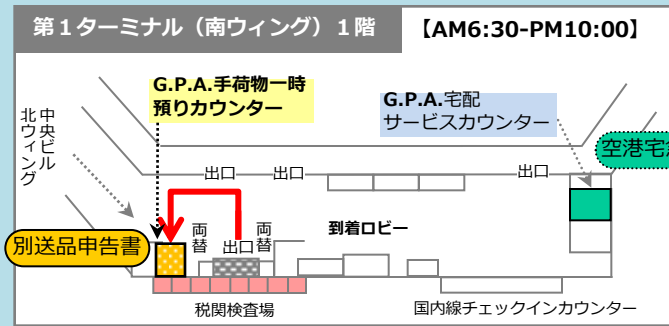 第１ターミナル（南ウィング）１階
【AM6:30-PM10:00】
G.P.A.手荷物一時
預りカウンター
G.P.A.宅配
サービスカウンター
中央ビル
北ウィング
空港宅
出口
出口
出口
両替
出口
両替
到着ロビー
別送品申告書
税関検査場
国内線チェックインカウンター